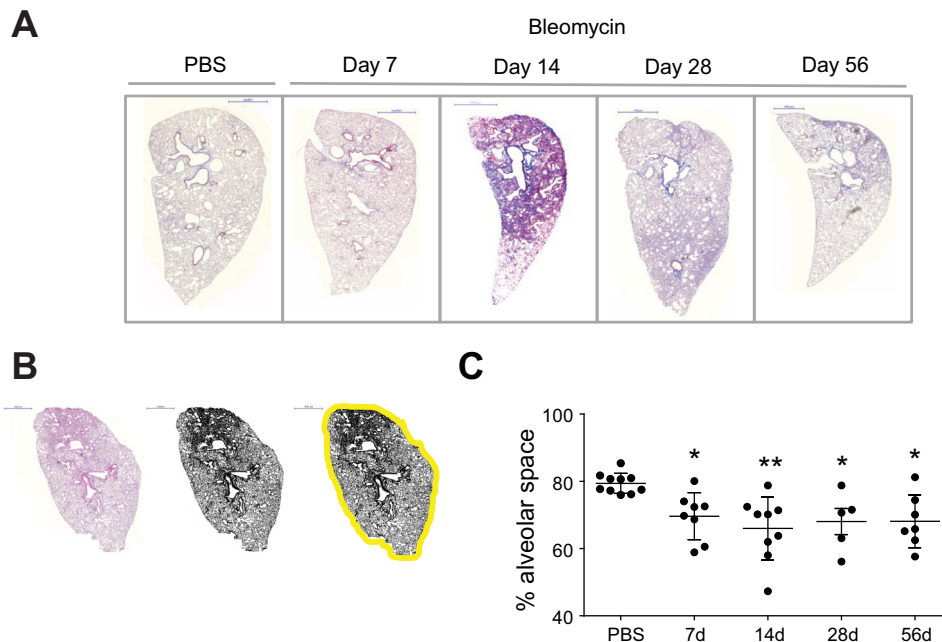 A
Bleomycin
PBS
Day 7
Day 14
Day 28
Day 56
B
C
% alveolar space
100
80
60
40
*
**
*
*
PBS
7d
14d
28d
56d